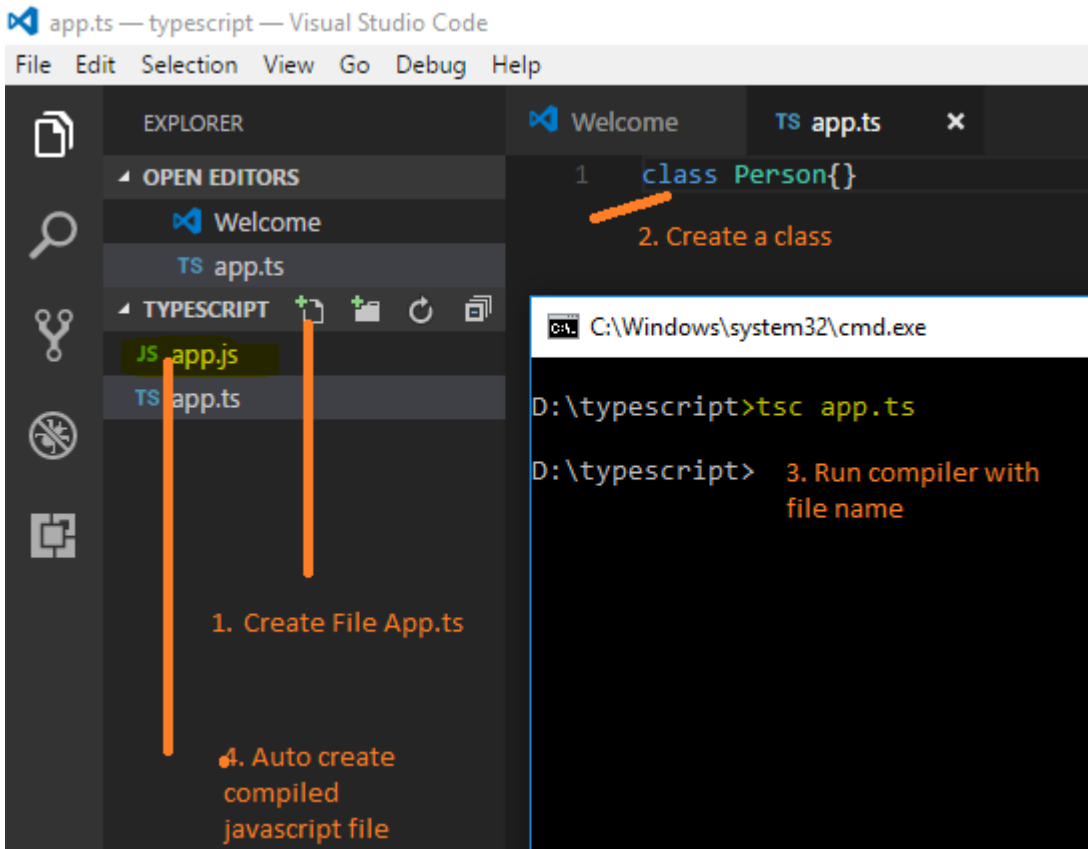 app.ts — typescript — Visual Studio Code
File Edit Selection View Go Debug Help
EXPLORER
OPEN EDITORS
Welcome
TS app.ts
TYPESCRIPT
JS app.js
TS app.ts
Welcome
TS app.ts ×
1 class Person{}
2. Create a class
C:\Windows\system32\cmd.exe
D:\typescript>tsc app.ts
D:\typescript>
3. Run compiler with
file name
1. Create File App.ts
4. Auto create
compiled
javascript file